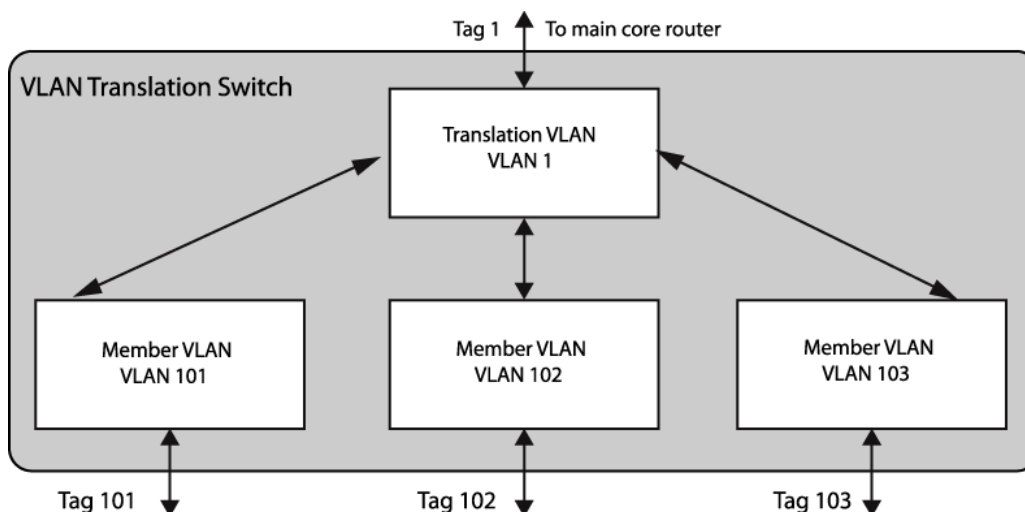 Tag 1
To main core router
VLAN Translation Switch
Translation VLAN
VLAN 1
Member VLAN
VLAN 101
Member VLAN
VLAN 102
Member VLAN
VLAN 103
Tag 101
Tag 102
Tag 103